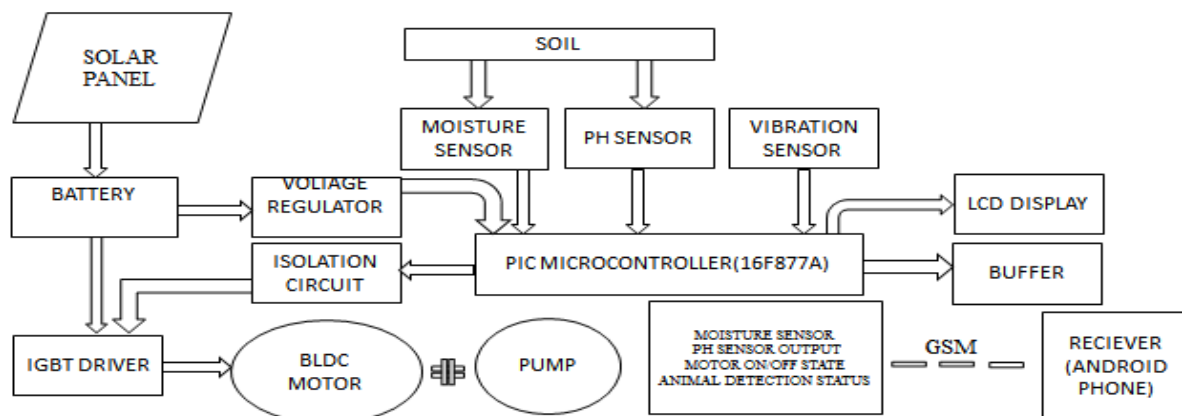 SOLAR
PANEL
SOIL
MOISTURE
SENSOR
PH SENSOR
VIBRATION
SENSOR
BATTERY
VOLTAGE
REGULATOR
LCD DISPLAY
ISOLATION
CIRCUIT
PIC MICROCONTROLLER(16F877A)
BUFFER
IGBT DRIVER
BLDC
MOTOR
PUMP
MOISTURE SENSOR
PH SENSOR OUTPUT
MOTOR ON/OFF STATE
ANIMAL DETECTION STATUS
GSM
RECIEVER
(ANDROID
PHONE)